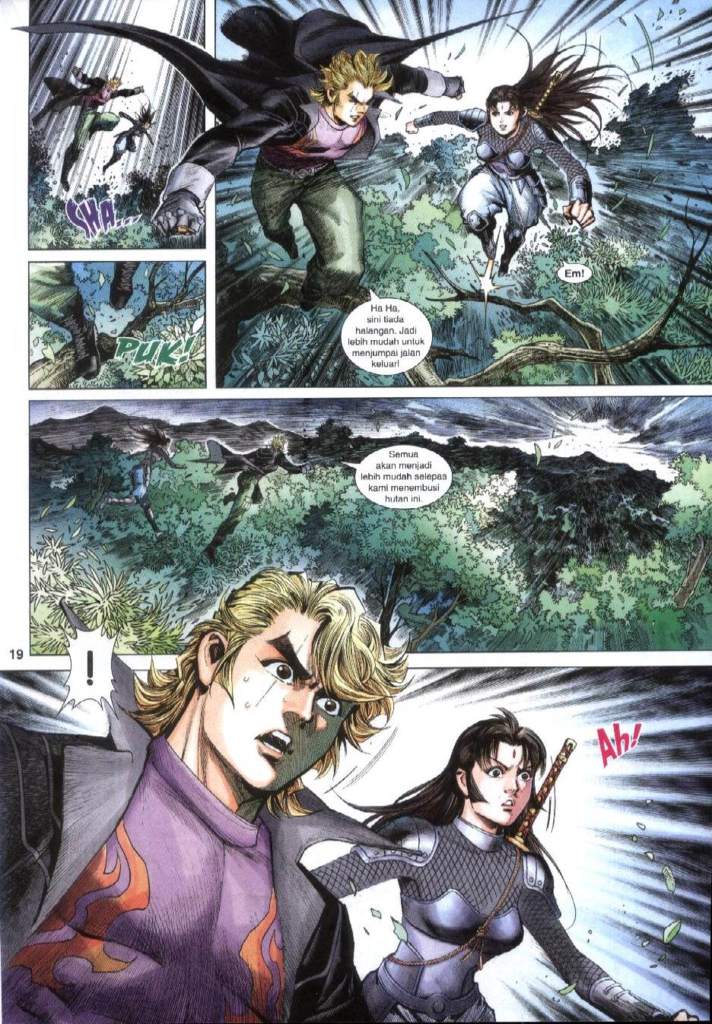 SHA..
Ha Ha,
sini tiada
halangan. Jadi
lebih mudah untuk
menjumpai jalan
keluar!
Em!
PUK!
Semua
akan menjadi
lebih mudah selepas
kami menembusi
hutan ini.
19
!
Ah!